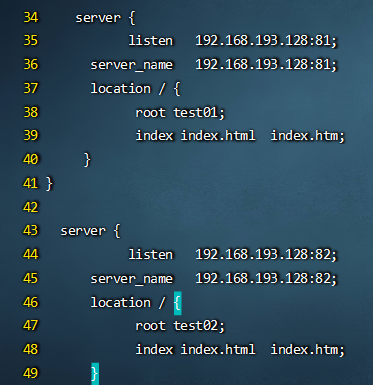 34 server {
35 listen 192.168.193.128:81;
36 server_name 192.168.193.128:81;
37 location / {
38 root test01;
39 index index.html index.htm;
40 }
41 }
42
43 server {
44 listen 192.168.193.128:82;
45 server_name 192.168.193.128:82;
46 location / {
47 root test02;
48 index index.html index.htm;
49 }